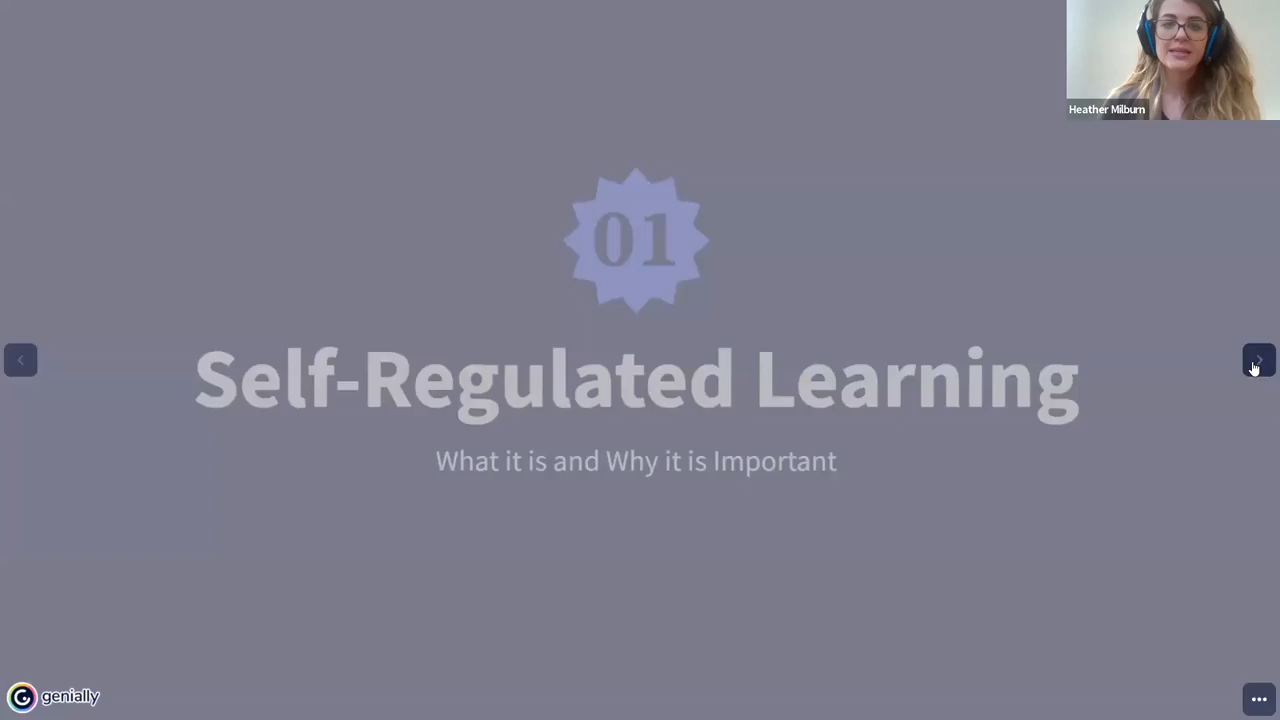 Heather Milburn
01
Self-Regulated Learning
What it is and Why it is Important
genially